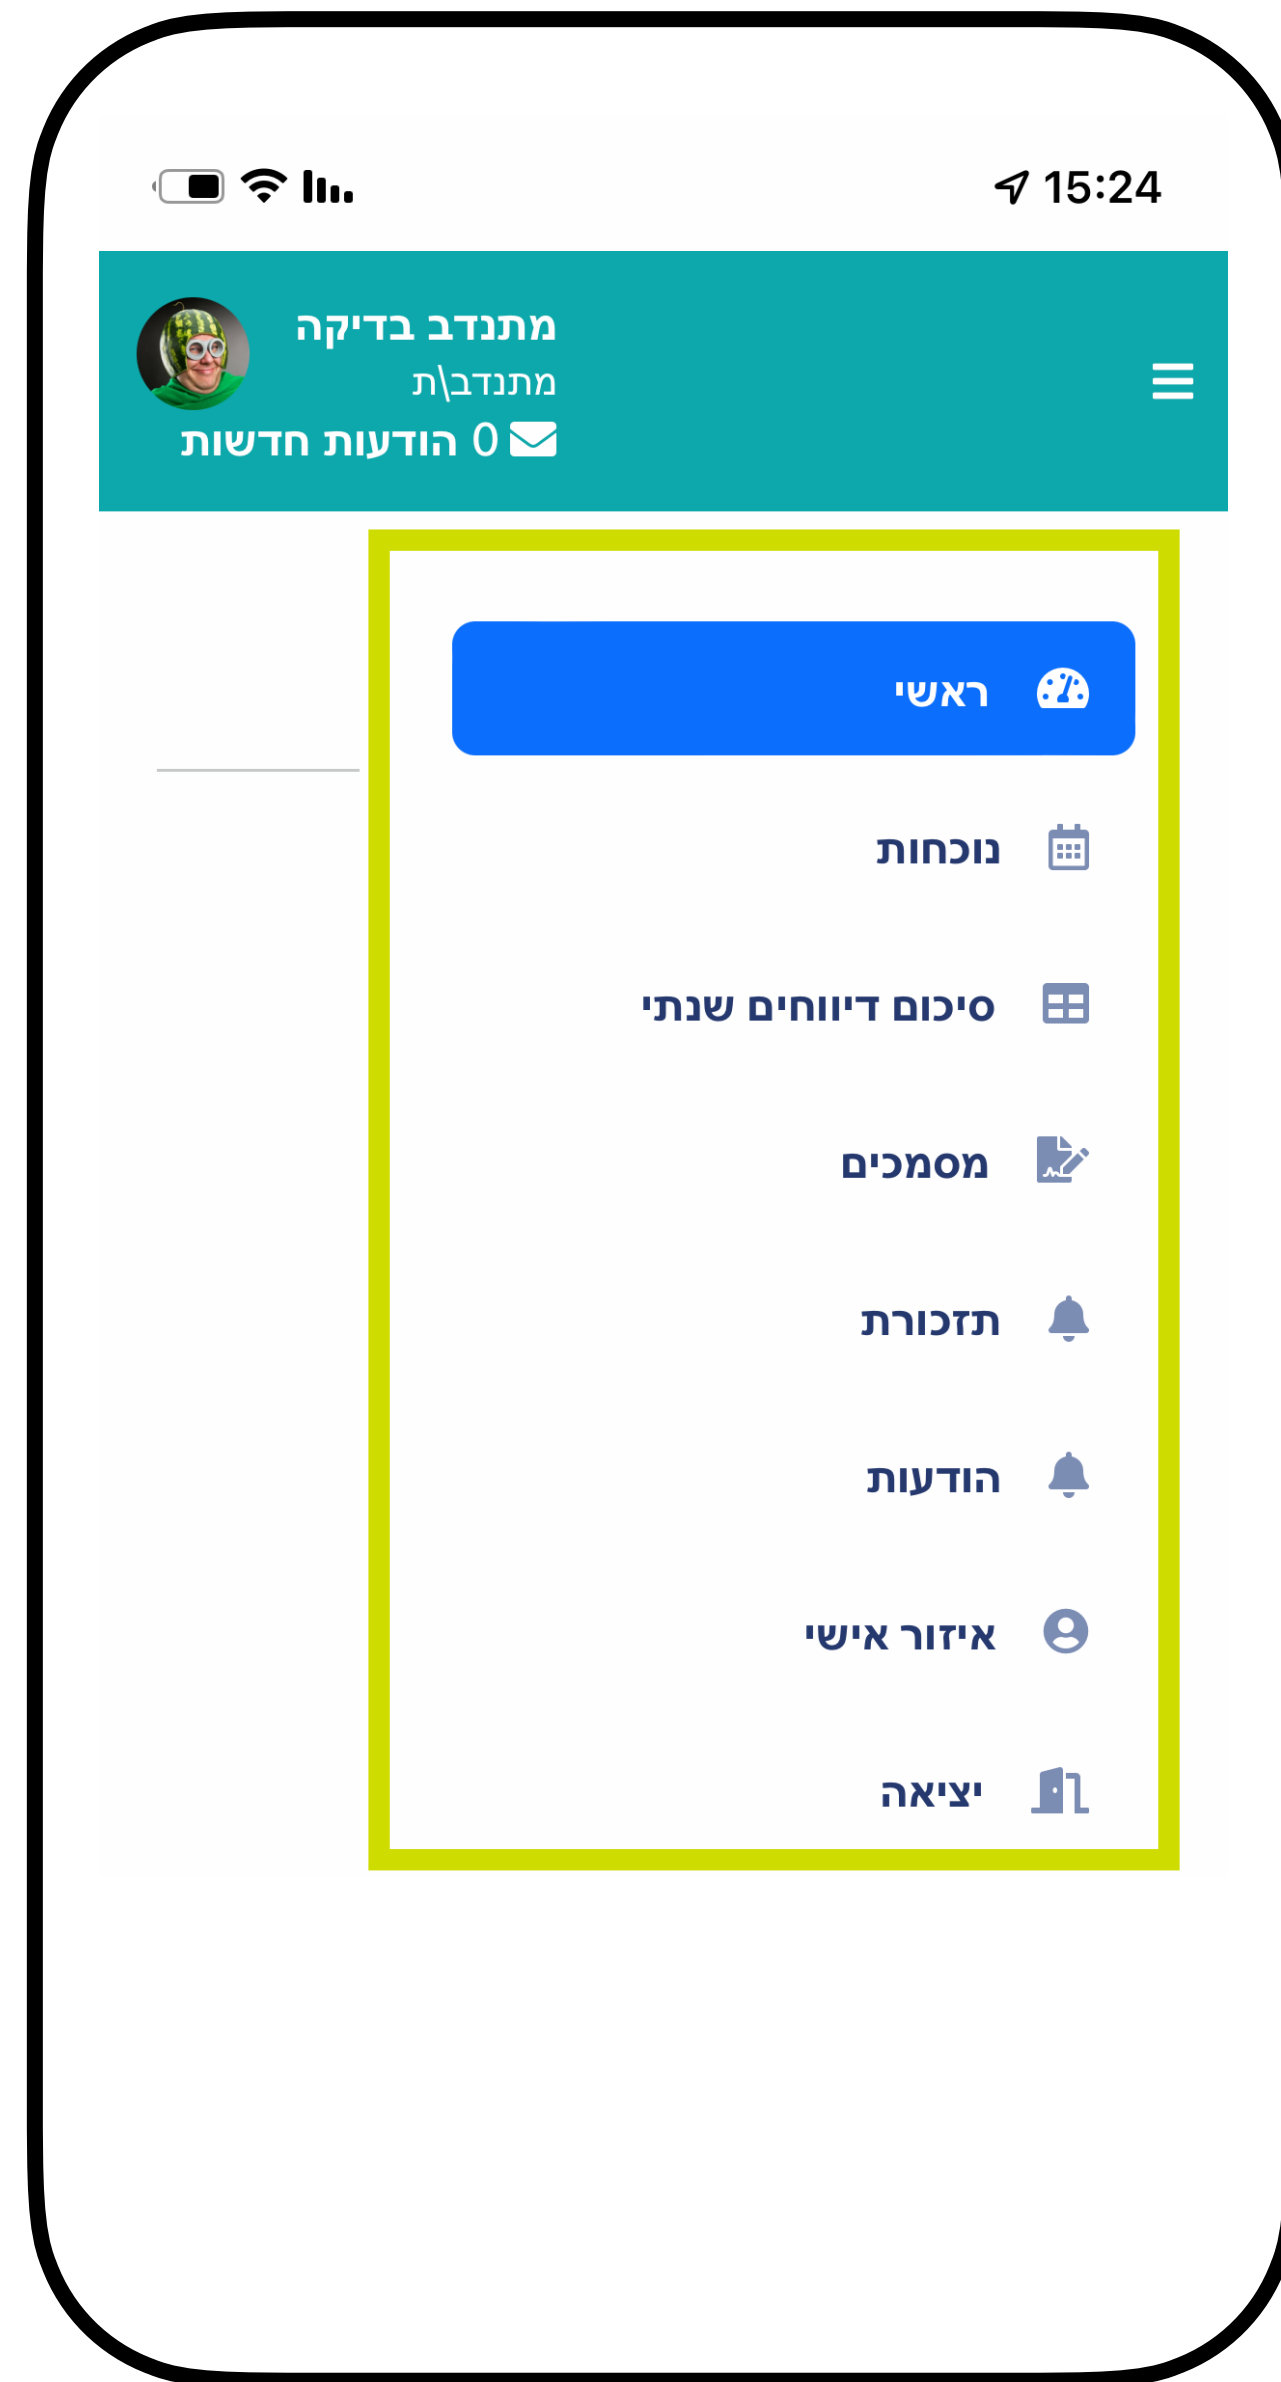 15:24
מתנדב בדיקה
מתנדב\ת
0 הודעות חדשות
ראשי
נוכחות
סיכום דיווחים שנתי
מסמכים
תזכורת
הודעות
איזור אישי
יציאה